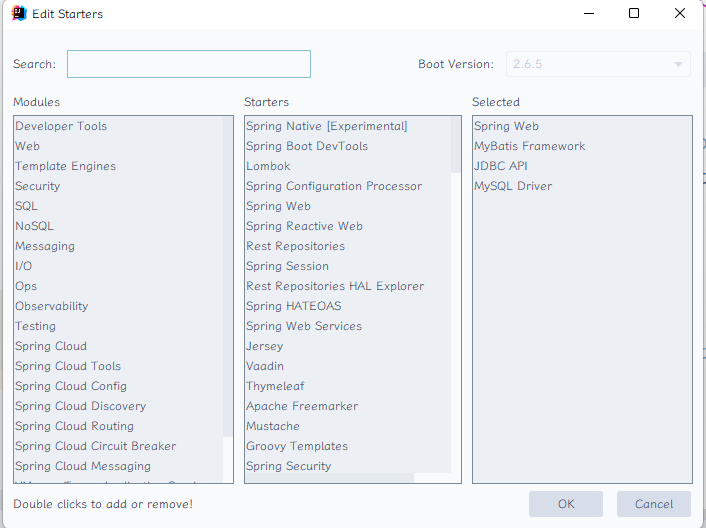 Edit Starters
Search:
Boot Version: 2.6.5
Modules
Developer Tools
Web
Template Engines
Security
SQL
NoSQL
Messaging
I/O
Ops
Observability
Testing
Spring Cloud
Spring Cloud Tools
Spring Cloud Config
Spring Cloud Discovery
Spring Cloud Routing
Spring Cloud Circuit Breaker
Spring Cloud Messaging
Starters
Spring Native [Experimental]
Spring Boot DevTools
Lombok
Spring Configuration Processor
Spring Web
Spring Reactive Web
Rest Repositories
Spring Session
Rest Repositories HAL Explorer
Spring HATEOAS
Spring Web Services
Jersey
Vaadin
Thymeleaf
Apache Freemarker
Mustache
Groovy Templates
Spring Security
Selected
Spring Web
MyBatis Framework
JDBC API
MySQL Driver
Double clicks to add or remove!
OK
Cancel